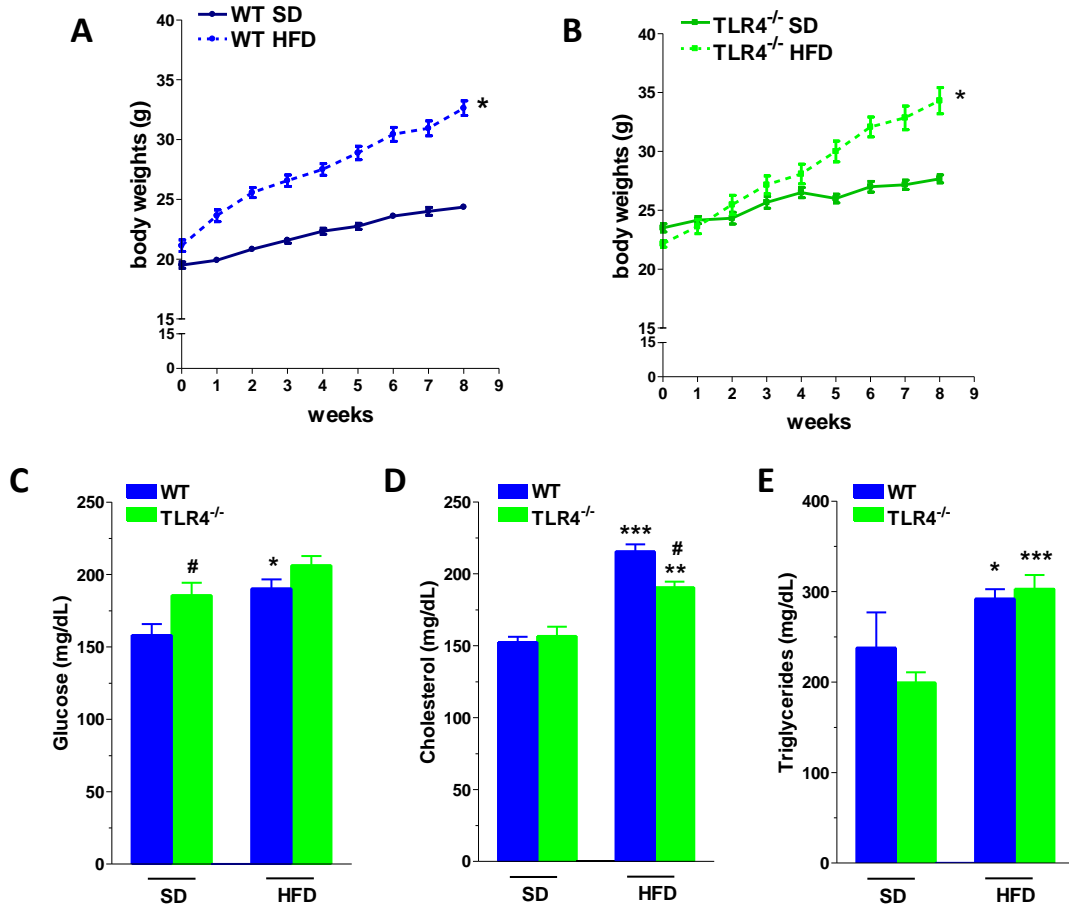 A
WT SD
WT HFD
body weights (g)
40
35
30
25
20
15
15
0
*
0 1 2 3 4 5 6 7 8 9
weeks
B
TLR4-/- SD
TLR4-/- HFD
body weights (g)
40
35
30
25
20
15
15
0
*
0 1 2 3 4 5 6 7 8 9
weeks
C
WT
TLR4-/-
Glucose (mg/dL)
250
200
150
100
50
0
# *
SD HFD
D
WT
TLR4-/-
Cholesterol (mg/dL)
250
200
150
100
50
0
*** #
**
SD HFD
E
WT
TLR4-/-
Triglycerides (mg/dL)
400
300
200
100
0
* ***
SD HFD